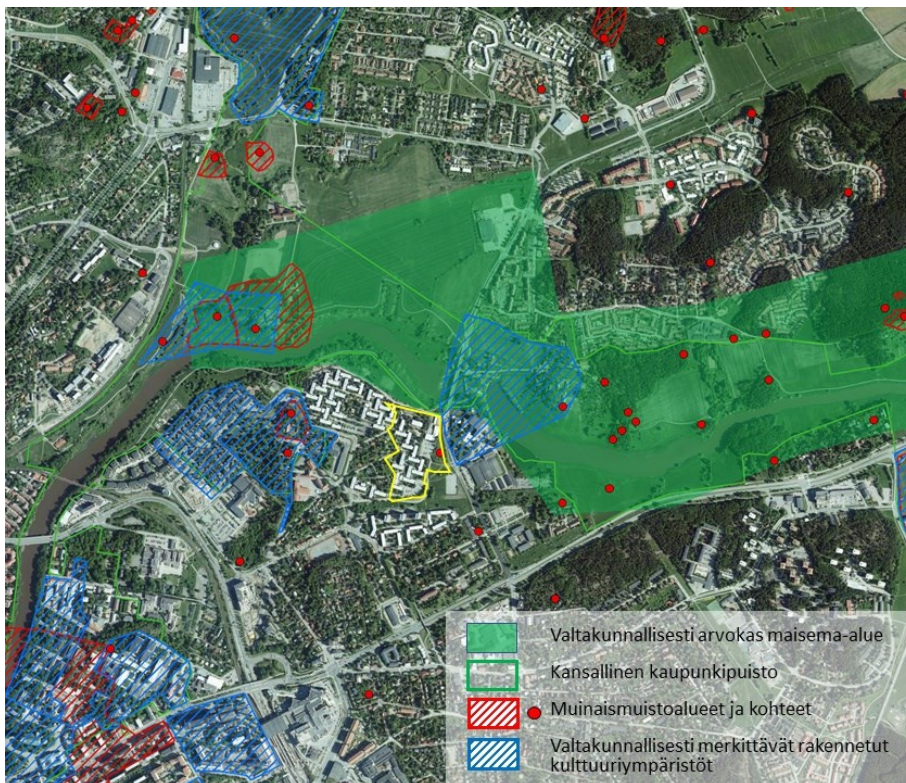 Valtakunnallisesti arvokas maisema-alue
Kansallinen kaupunkipuisto
Muinaismuistoalueet ja kohteet
Valtakunnallisesti merkittävät rakennetut
kulttuuriympäristöt